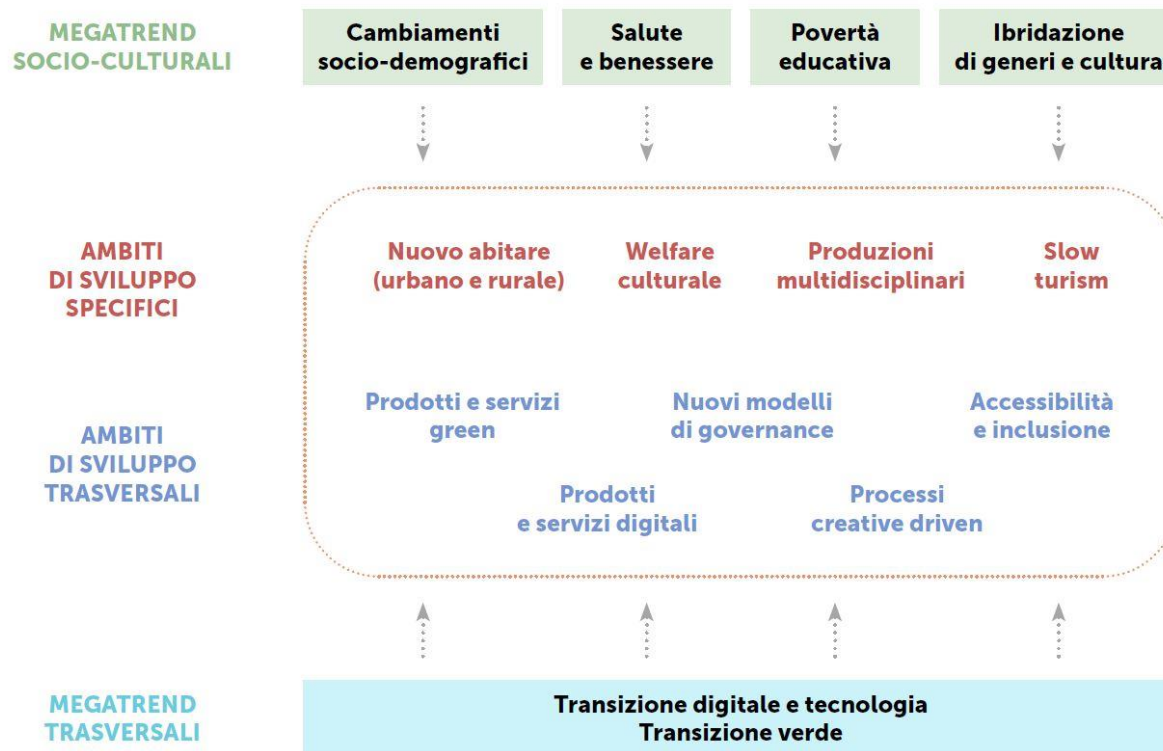 MEGATREND
SOCIO-CULTURALI
Cambiamenti
socio-demografici
Salute
e benessere
Povertà
educativa
Ibridazione
di generi e cultura
AMBITI
DI SVILUPPO
SPECIFICI
Nuovo abitare
(urbano e rurale)
Welfare
culturale
Produzioni
multidisciplinari
Slow
turism
AMBITI
DI SVILUPPO
TRASVERSALI
Prodotti e servizi
green
Nuovi modelli
di governance
Accessibilità
e inclusione
Prodotti
e servizi digitali
Processi
creative driven
MEGATREND
TRASVERSALI
Transizione digitale e tecnologia
Transizione verde